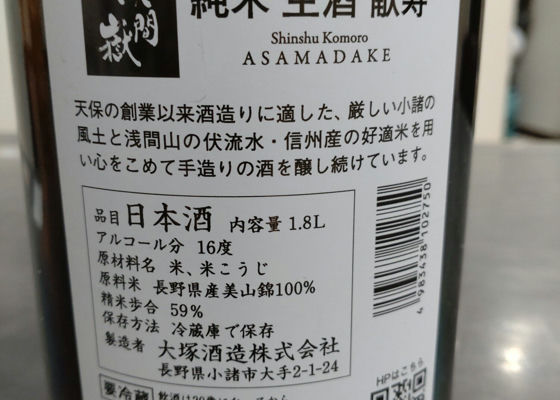 浅間嶽
純米 生酒 献寿
Shinshu Komoro
ASAMADAKE
天保の創業以来酒造りに適した、厳しい小諸の
風土と浅間山の伏流水・信州産の好適米を用
い心をこめて手造りの酒を醸し続けています。
品目 日本酒 内容量 1.8L
アルコール分 16度
原材料名 米、米こうじ
原料米 長野県産美山錦100%
精米歩合 59%
保存方法 冷蔵庫で保存
製造者 大塚酒造株式会社
長野県小諸市大手2-1-24
4983438102750
HPはこちら
要冷蔵